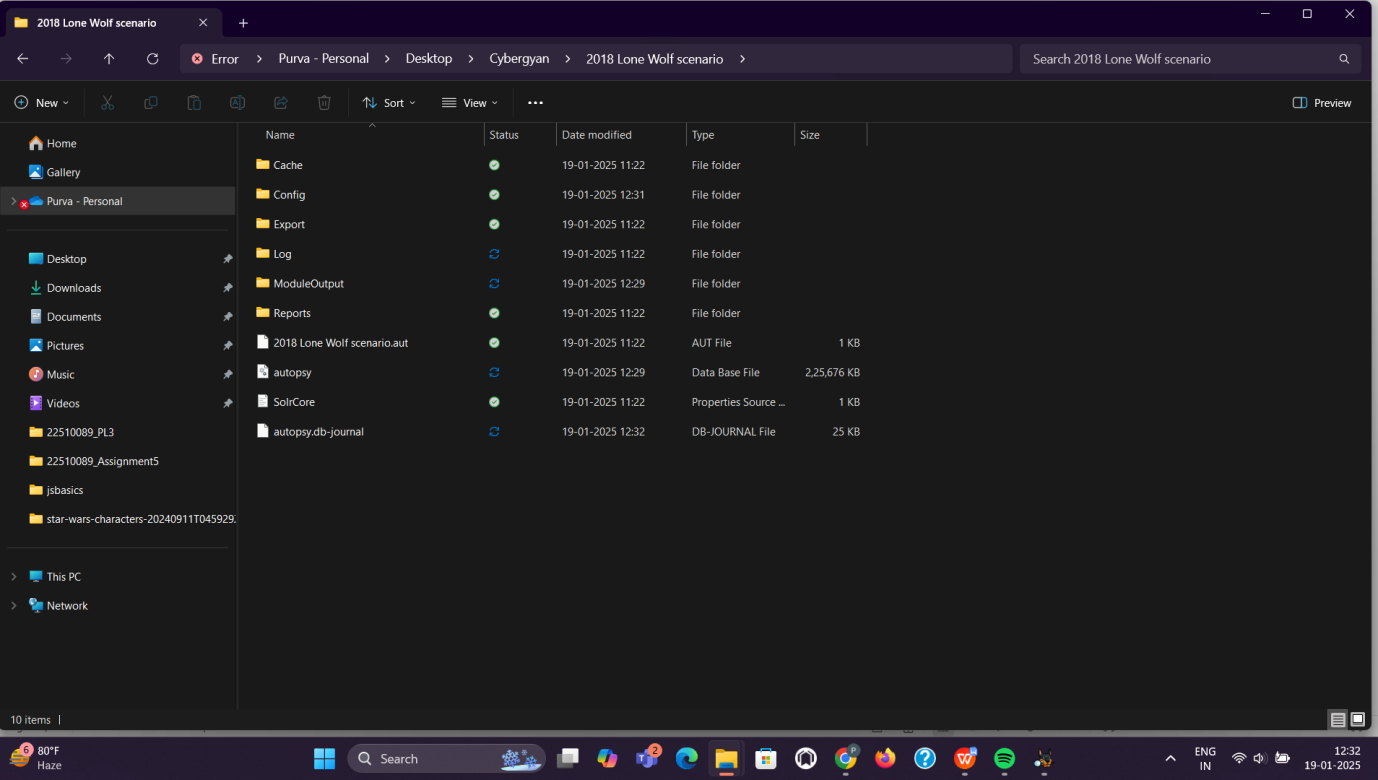 2018 Lone Wolf scenario
Error > Purva - Personal > Desktop > Cybergyan > 2018 Lone Wolf scenario >
Search 2018 Lone Wolf scenario
New
Sort
View
Preview
Home
Gallery
Purva - Personal
Desktop
Downloads
Documents
Pictures
Music
Videos
22510089_PL3
22510089_Assignment5
jsbasics
star-wars-characters-20240911T045929
This PC
Network
Name Status Date modified Type Size
Cache 19-01-2025 11:22 File folder
Config 19-01-2025 12:31 File folder
Export 19-01-2025 11:22 File folder
Log 19-01-2025 11:22 File folder
ModuleOutput 19-01-2025 12:29 File folder
Reports 19-01-2025 11:22 File folder
2018 Lone Wolf scenario.aut 19-01-2025 11:22 AUT File 1 KB
autopsy 19-01-2025 12:29 Data Base File 2,25,676 KB
SolrCore 19-01-2025 11:22 Properties Source ... 1 KB
autopsy.db-journal 19-01-2025 12:32 DB-JOURNAL File 25 KB
10 items
6
80°F
Haze
Search
2
P
W
ENG
IN
12:32
19-01-2025